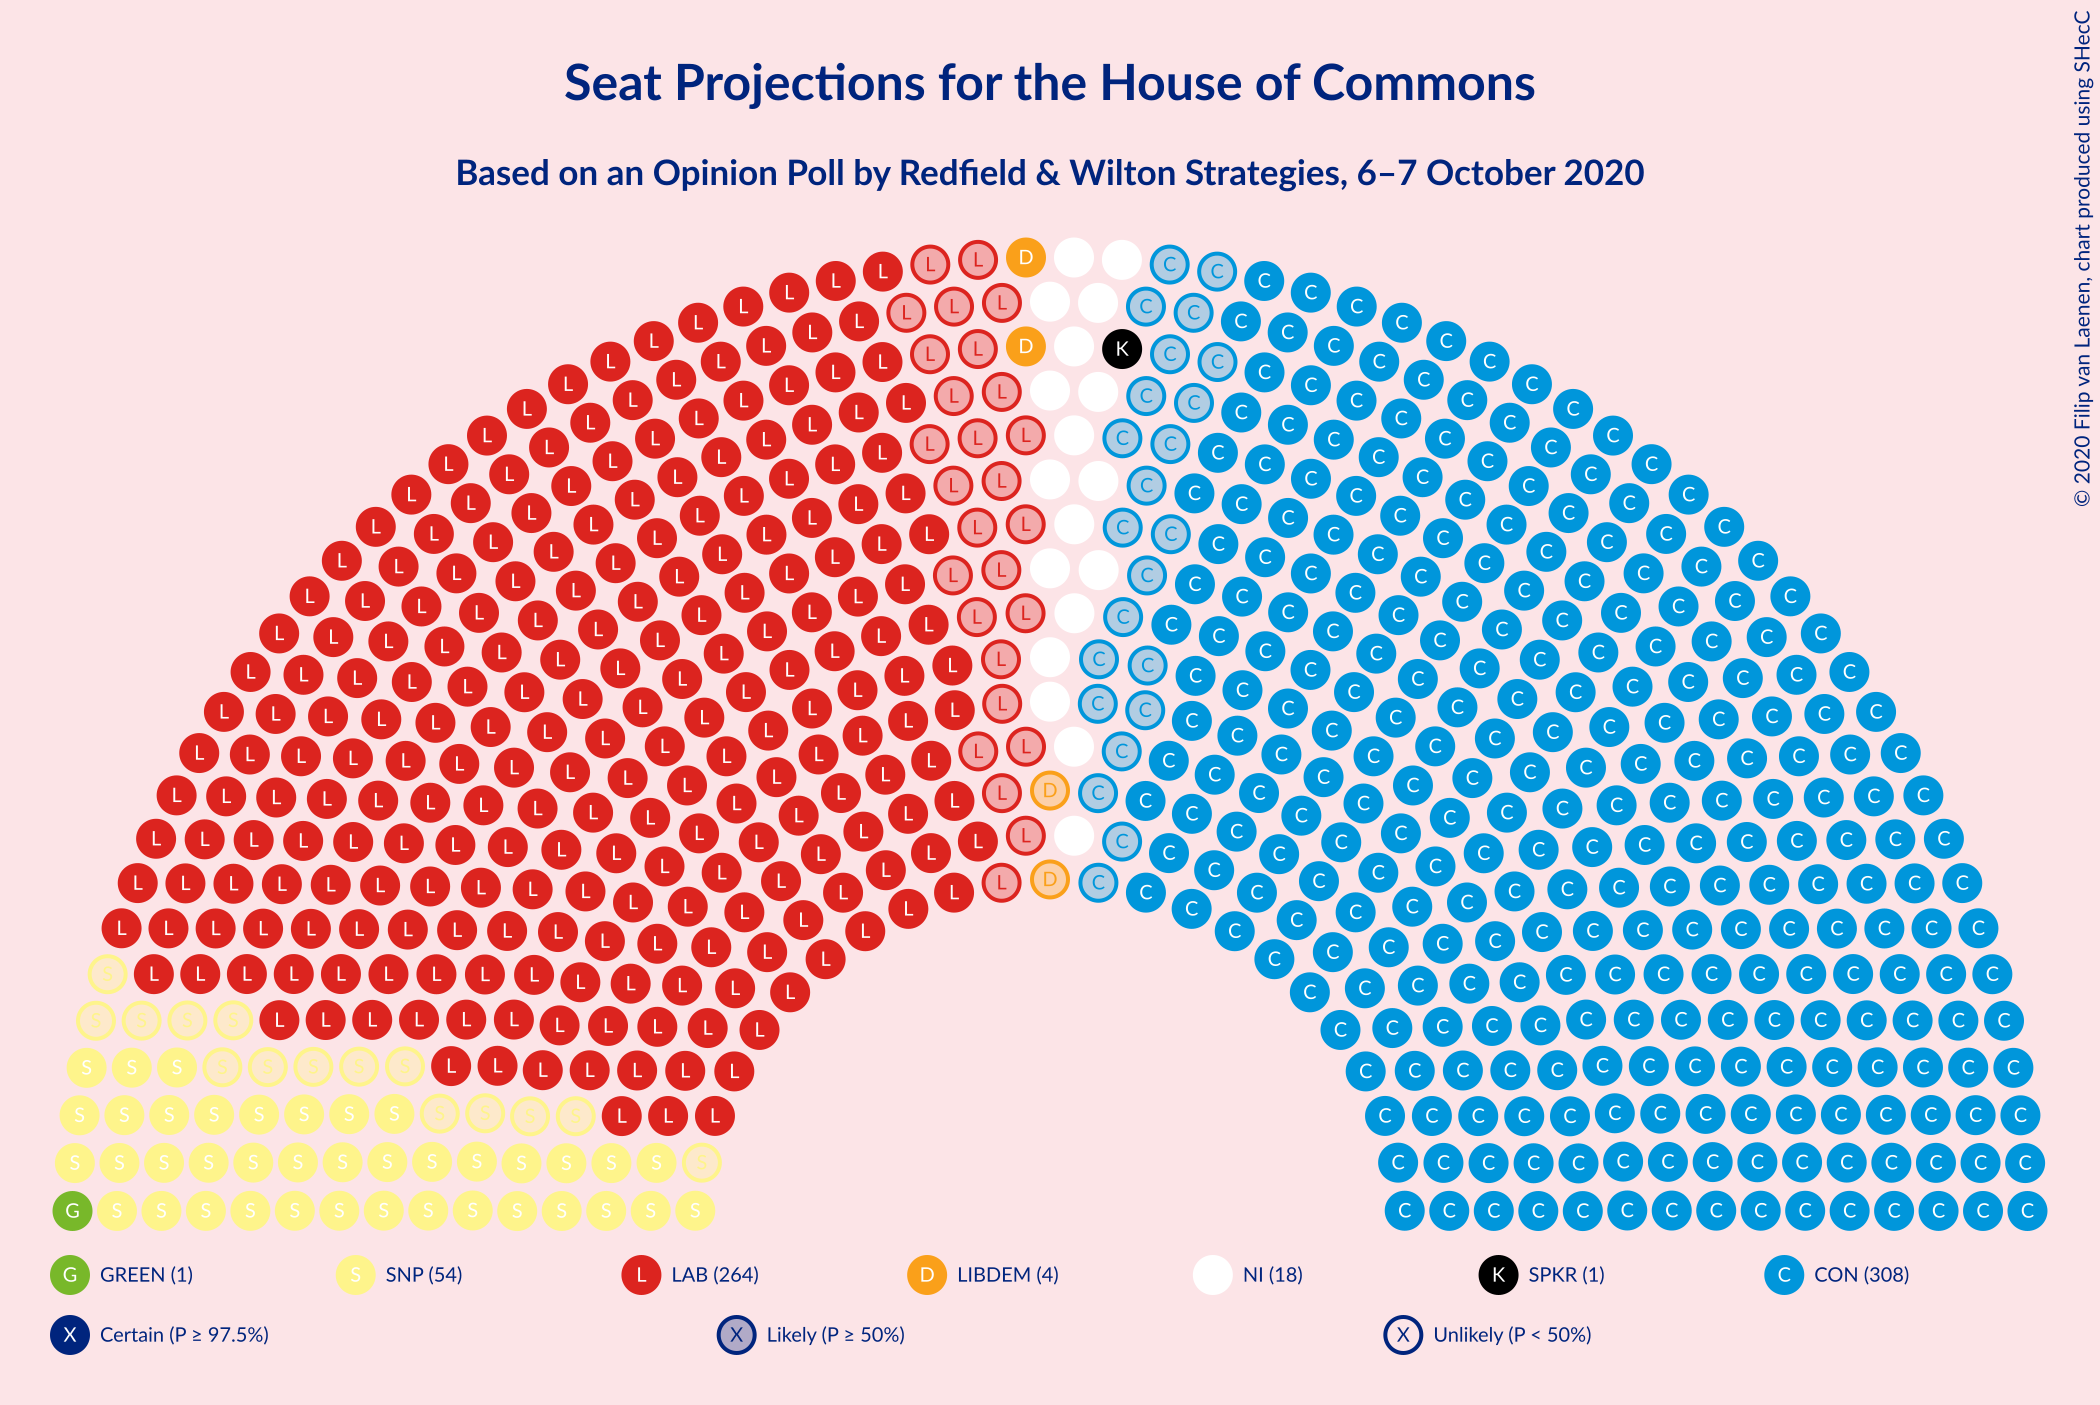 Seat Projections for the House of Commons
Based on an Opinion Poll by Redfield & Wilton Strategies, 6–7 October 2020
© 2020 Filip van Laenen, chart produced using SHecC
G GREEN (1)
S SNP (54)
L LAB (264)
D LIBDEM (4)
NI (18)
K SPKR (1)
C CON (308)
X Certain (P ≥ 97.5%)
X Likely (P ≥ 50%)
X Unlikely (P < 50%)